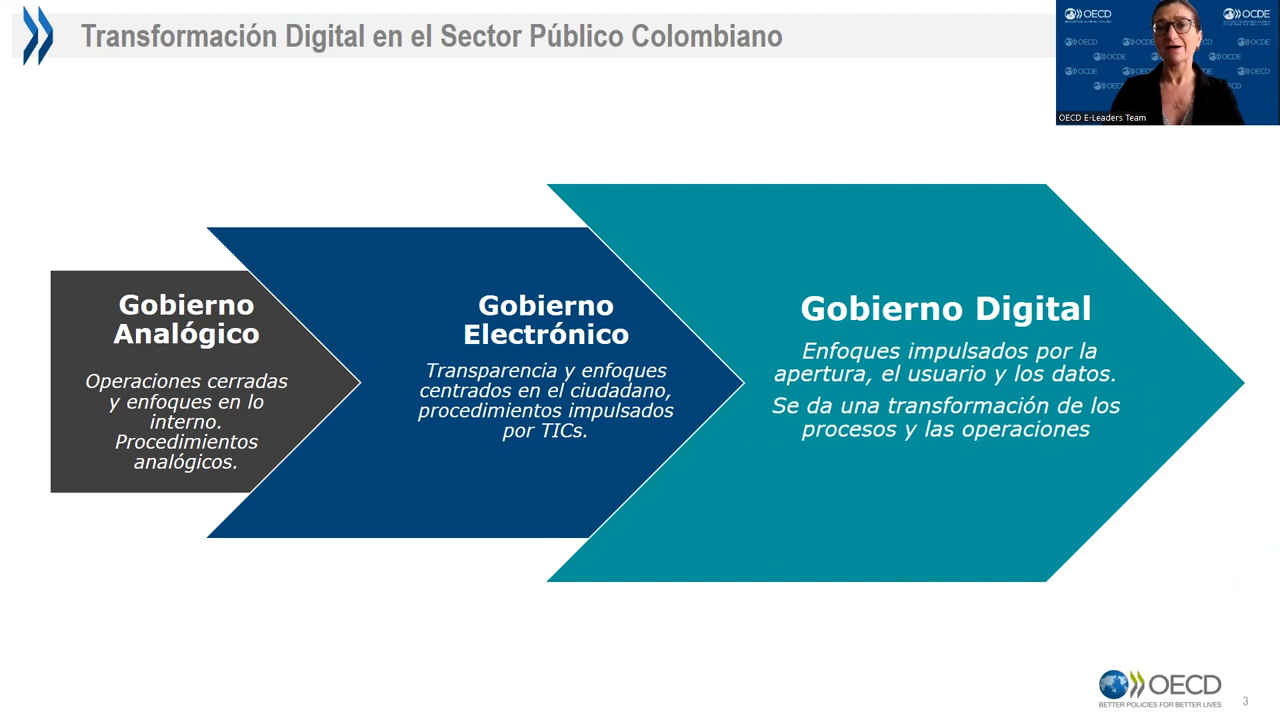 Transformación Digital en el Sector Público Colombiano
OECD
OCDE
OECD E-Leaders Team
Gobierno
Analógico
Operaciones cerradas
y enfoques en lo
interno.
Procedimientos
analógicos.
Gobierno
Electrónico
Transparencia y enfoques
centrados en el ciudadano,
procedimientos impulsados
por TICs.
Gobierno Digital
Enfoques impulsados por la
apertura, el usuario y los datos.
Se da una transformación de los
procesos y las operaciones
OECD
BETTER POLICIES FOR BETTER LIVES
3